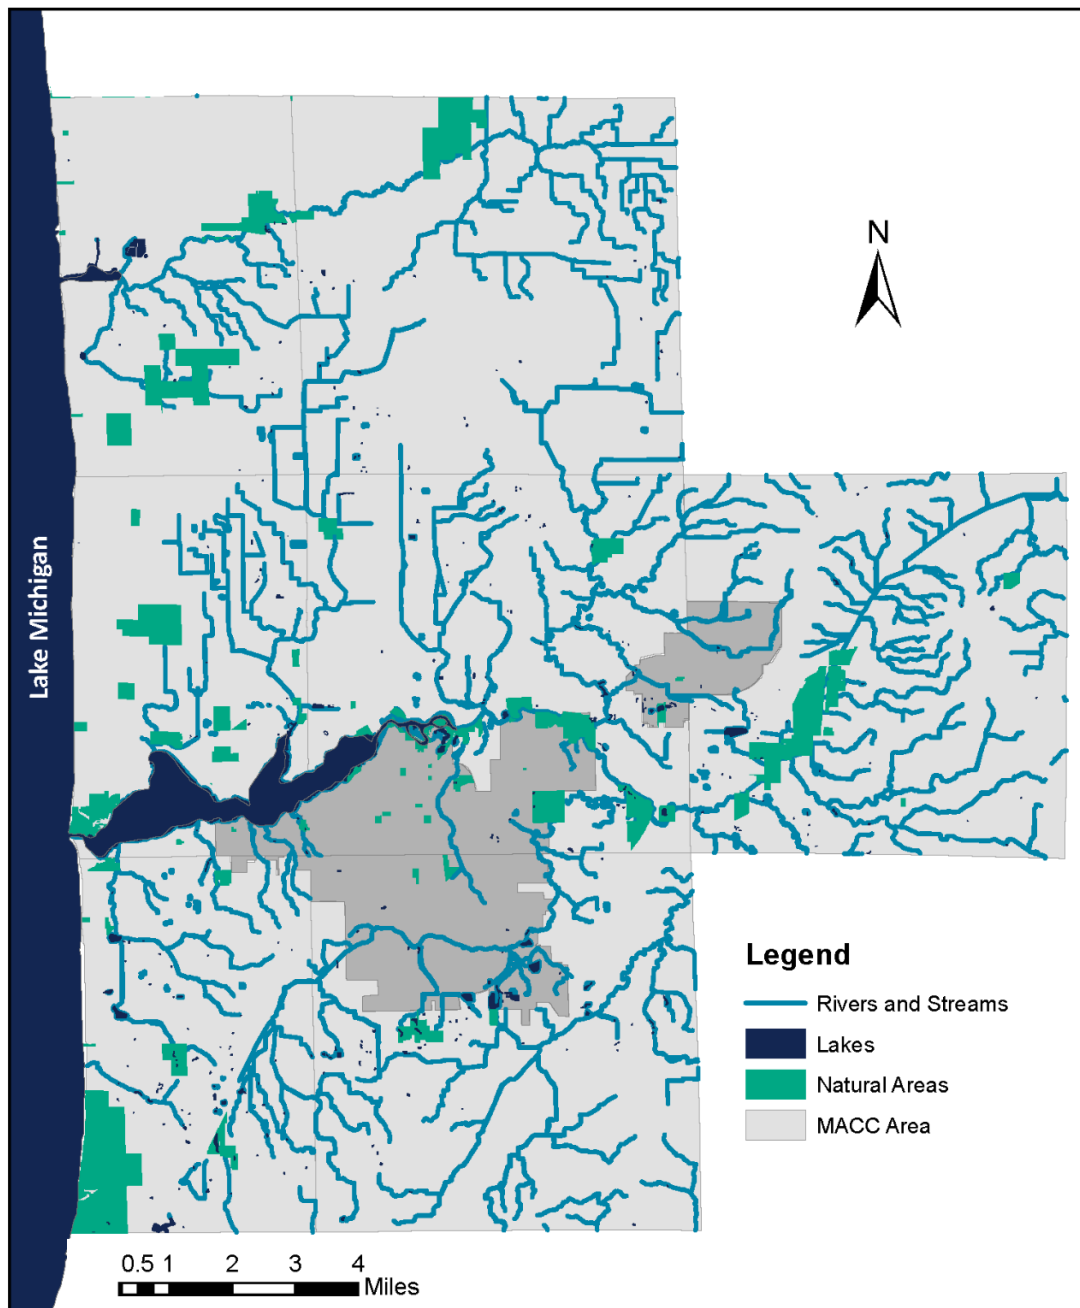 N
Lake Michigan
Legend
Rivers and Streams
Lakes
Natural Areas
MACC Area
0.5 1 2 3 4
Miles